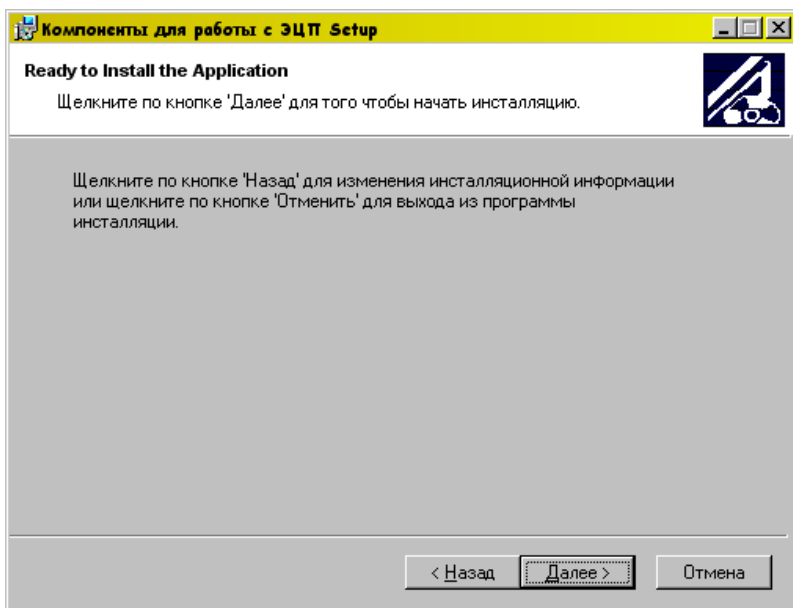 Компоненты для работы с ЭЦП Setup
Ready to Install the Application
Щелкните по кнопке 'Далее' для того чтобы начать инсталляцию.
Щелкните по кнопке 'Назад' для изменения инсталляционной информации
или щелкните по кнопке 'Отменить' для выхода из программы
инсталляции.
< Назад
Далее >
Отмена